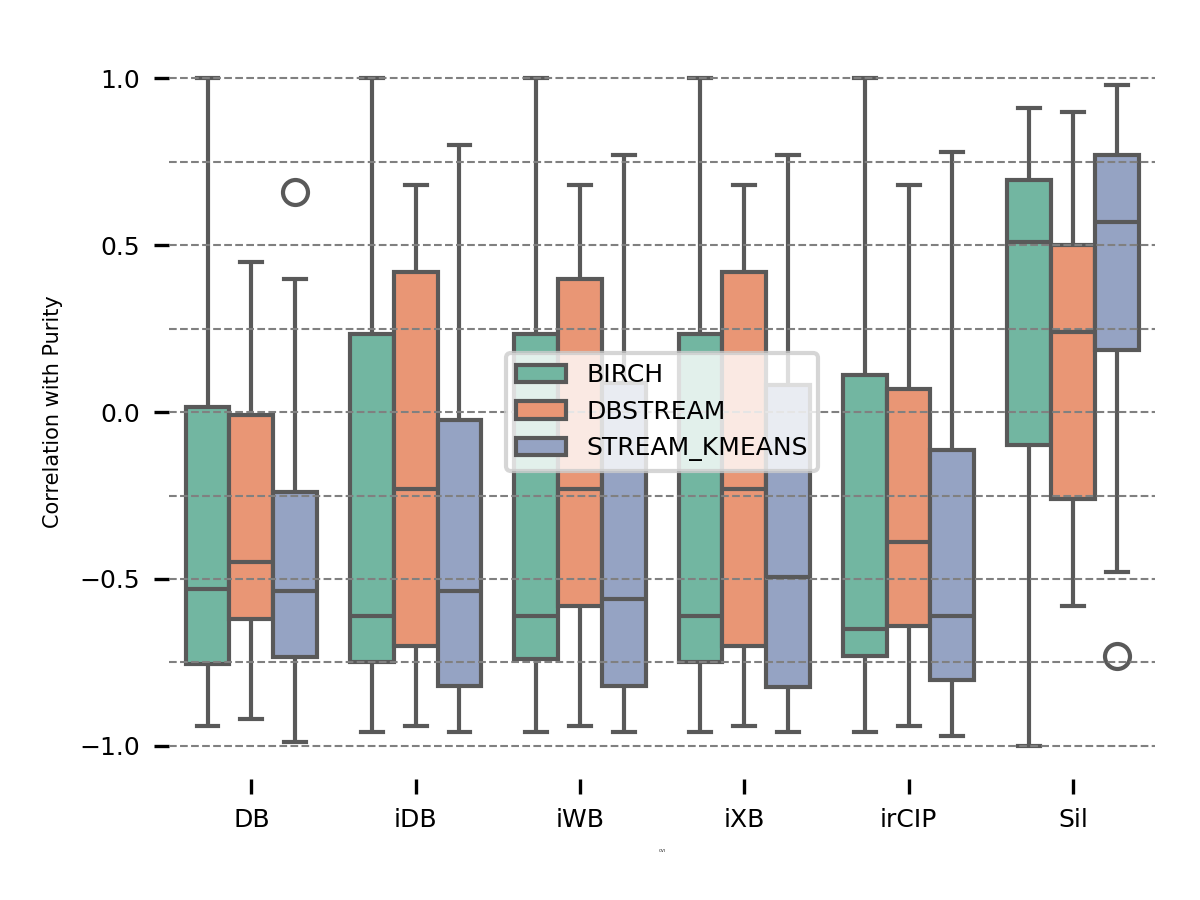 Correlation with Purity
1.0
0.5
0.0
−0.5
−1.0
BIRCH
DBSTREAM
STREAM_KMEANS
DB iDB iWB iXB irCIP Sil